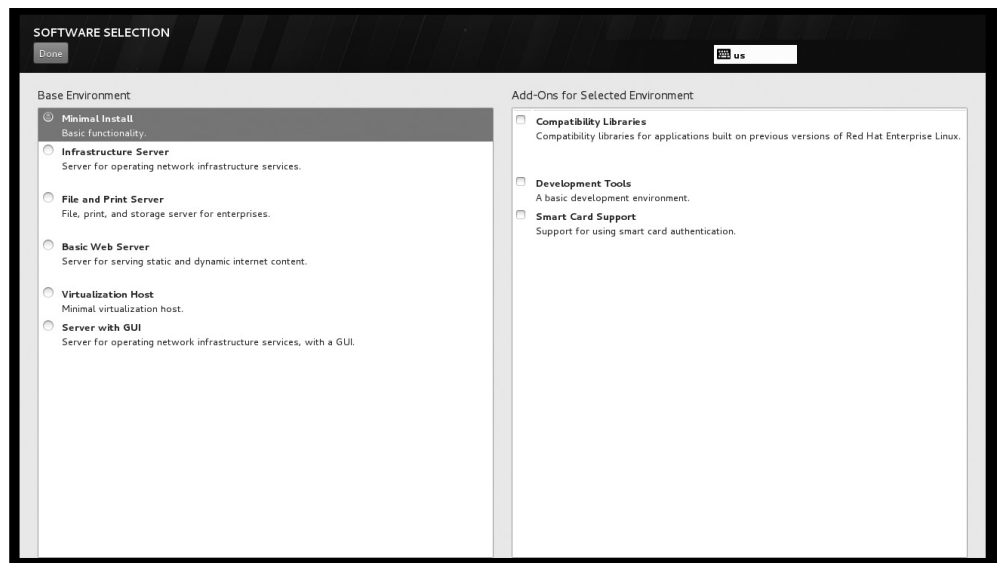 SOFTWARE SELECTION
Done
us
Base Environment
Minimal Install
Basic functionality.
Infrastructure Server
Server for operating network infrastructure services.
File and Print Server
File, print, and storage server for enterprises.
Basic Web Server
Server for serving static and dynamic internet content.
Virtualization Host
Minimal virtualization host.
Server with GUI
Server for operating network infrastructure services, with a GUI.
Add-Ons for Selected Environment
Compatibility Libraries
Compatibility libraries for applications built on previous versions of Red Hat Enterprise Linux.
Development Tools
A basic development environment.
Smart Card Support
Support for using smart card authentication.